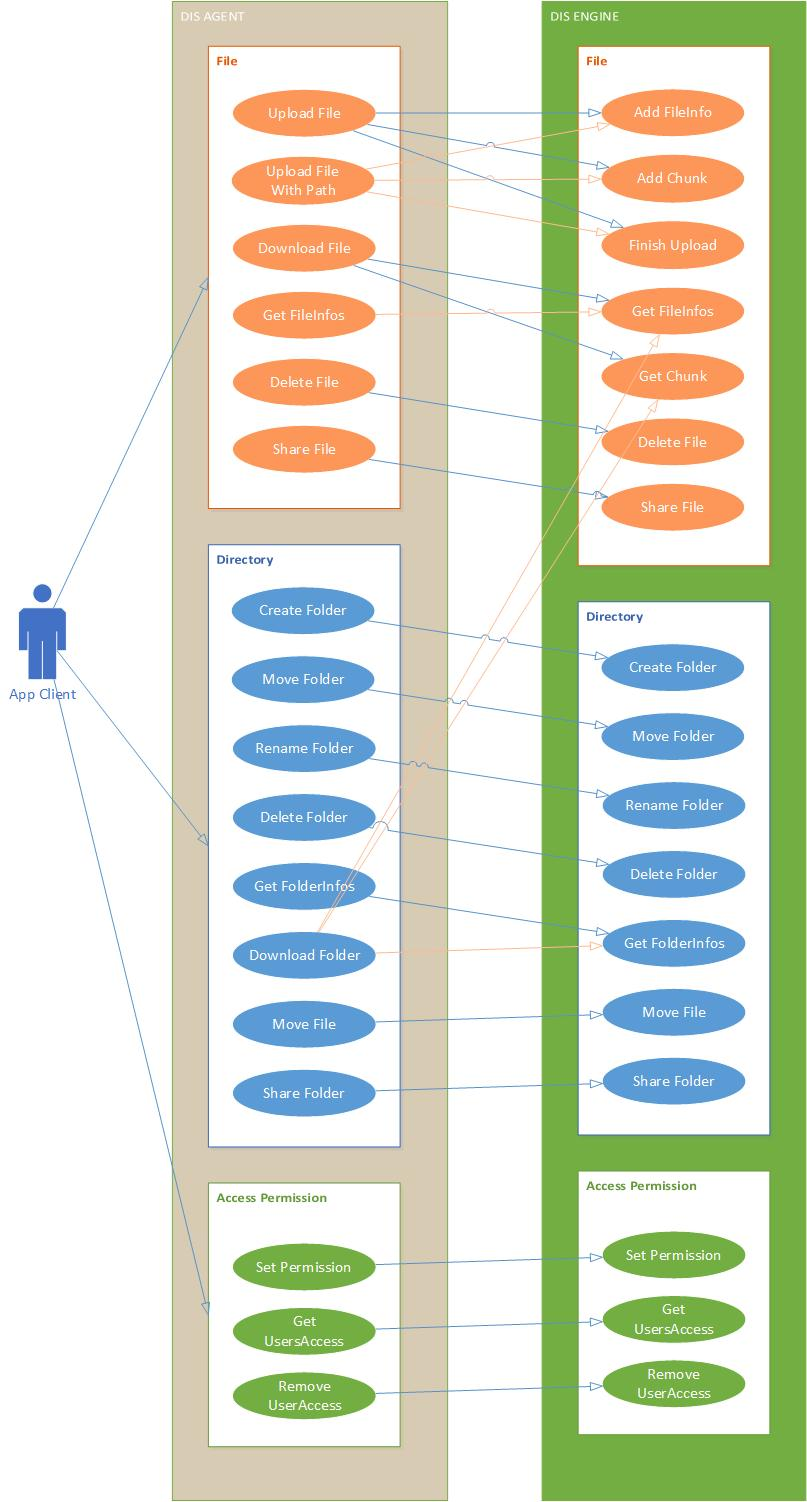 DIS AGENT
File
Upload File
Upload File
With Path
Download File
Get FileInfos
Delete File
Share File
Directory
Create Folder
Move Folder
Rename Folder
Delete Folder
Get FolderInfos
Download Folder
Move File
Share Folder
Access Permission
Set Permission
Get
UsersAccess
Remove
UserAccess
App Client
DIS ENGINE
File
Add FileInfo
Add Chunk
Finish Upload
Get FileInfos
Get Chunk
Delete File
Share File
Directory
Create Folder
Move Folder
Rename Folder
Delete Folder
Get FolderInfos
Move File
Share Folder
Access Permission
Set Permission
Get
UsersAccess
Remove
UserAccess